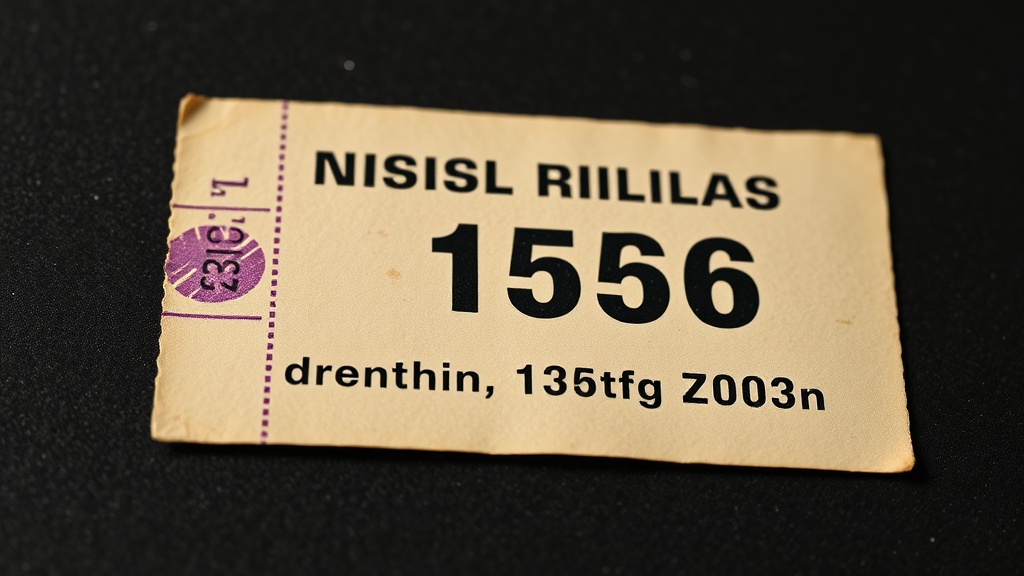 NISISL RIILILAS
1556
drenthin, 135tfg Z003n